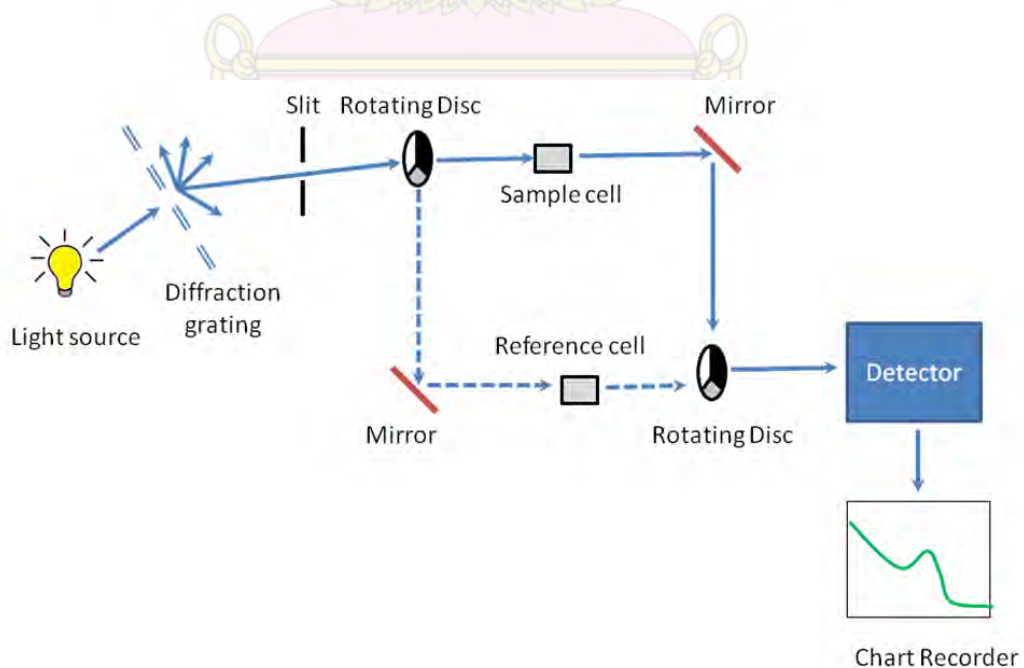 Slit
Rotating Disc
Mirror
Sample cell
Diffraction
grating
Light source
Reference cell
Detector
Mirror
Rotating Disc
Chart Recorder